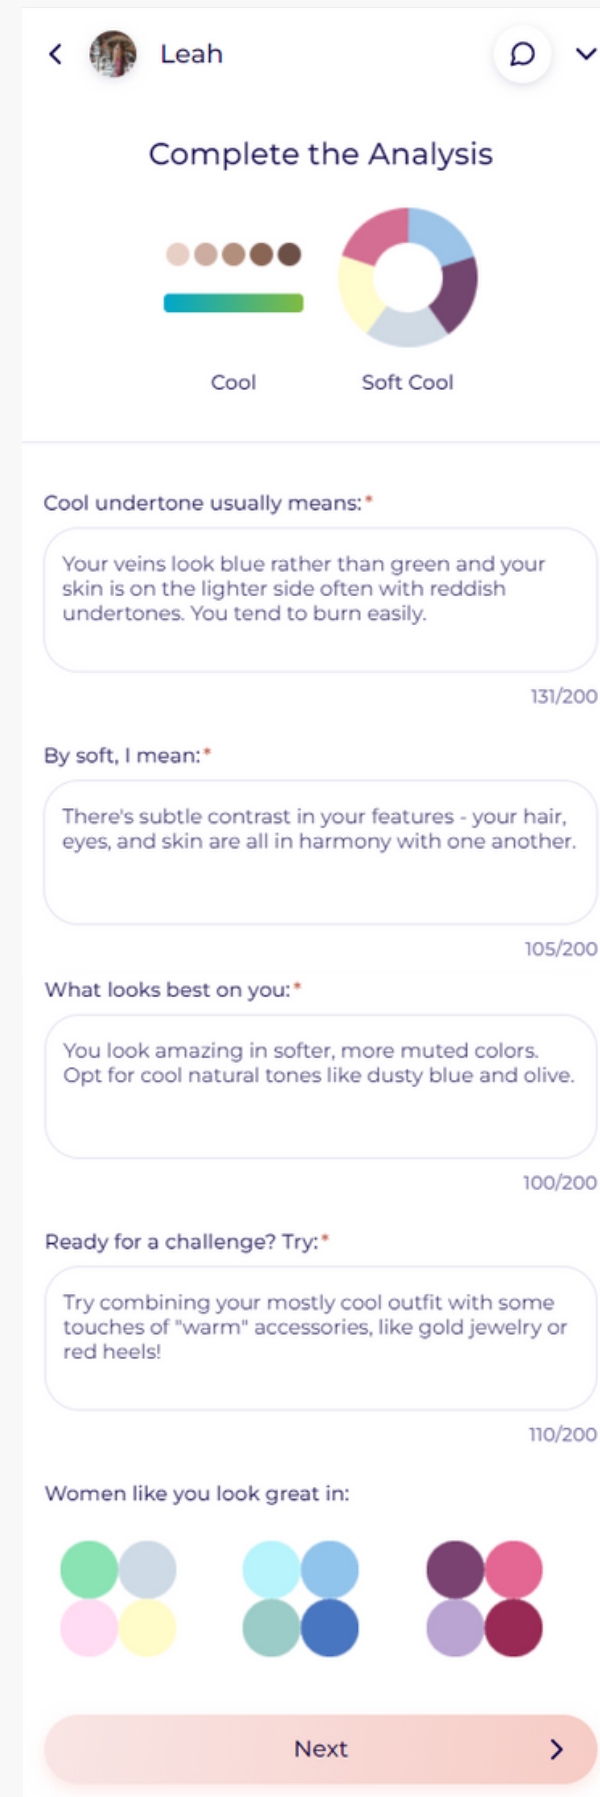 Leah
Complete the Analysis
Cool
Soft Cool
Cool undertone usually means:*
Your veins look blue rather than green and your
skin is on the lighter side often with reddish
undertones. You tend to burn easily.
131/200
By soft, I mean:*
There's subtle contrast in your features - your hair,
eyes, and skin are all in harmony with one another.
105/200
What looks best on you:*
You look amazing in softer, more muted colors.
Opt for cool natural tones like dusty blue and olive.
100/200
Ready for a challenge? Try:*
Try combining your mostly cool outfit with some
touches of "warm" accessories, like gold jewelry or
red heels!
110/200
Women like you look great in:
Next